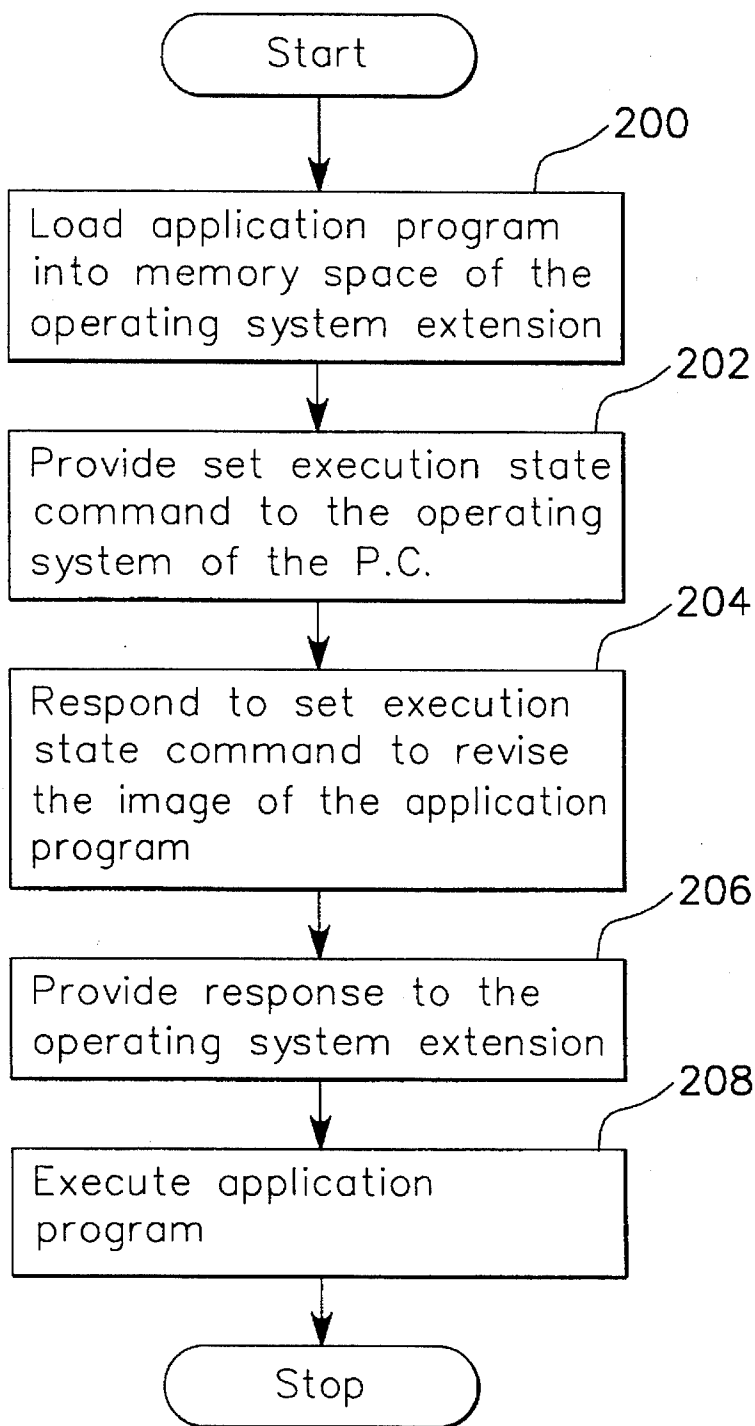 Start
200
Load application program
into memory space of the
operating system extension
202
Provide set execution state
command to the operating
system of the P.C.
204
Respond to set execution
state command to revise
the image of the application
program
206
Provide response to the
operating system extension
208
Execute application
program
Stop